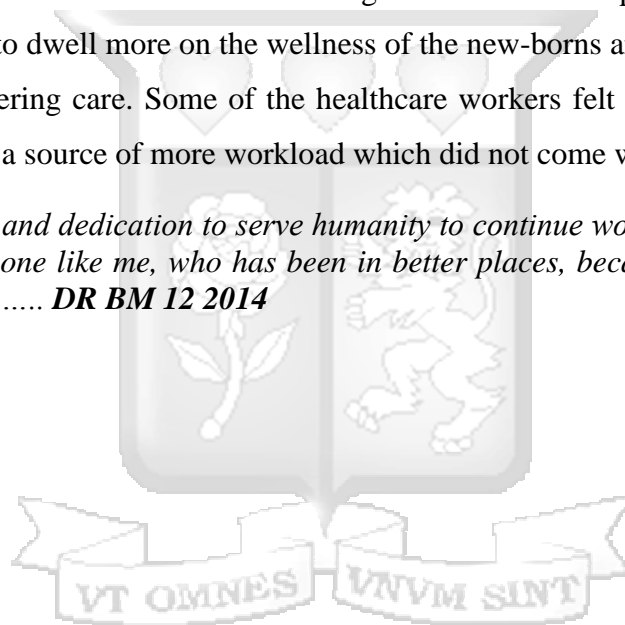 to dwell more on the wellness of the new-borns a
ering care. Some of the healthcare workers felt
a source of more workload which did not come w
and dedication to serve humanity to continue wo
one like me, who has been in better places, beca
….. DR BM 12 2014
VT OMNES VNVM SINT